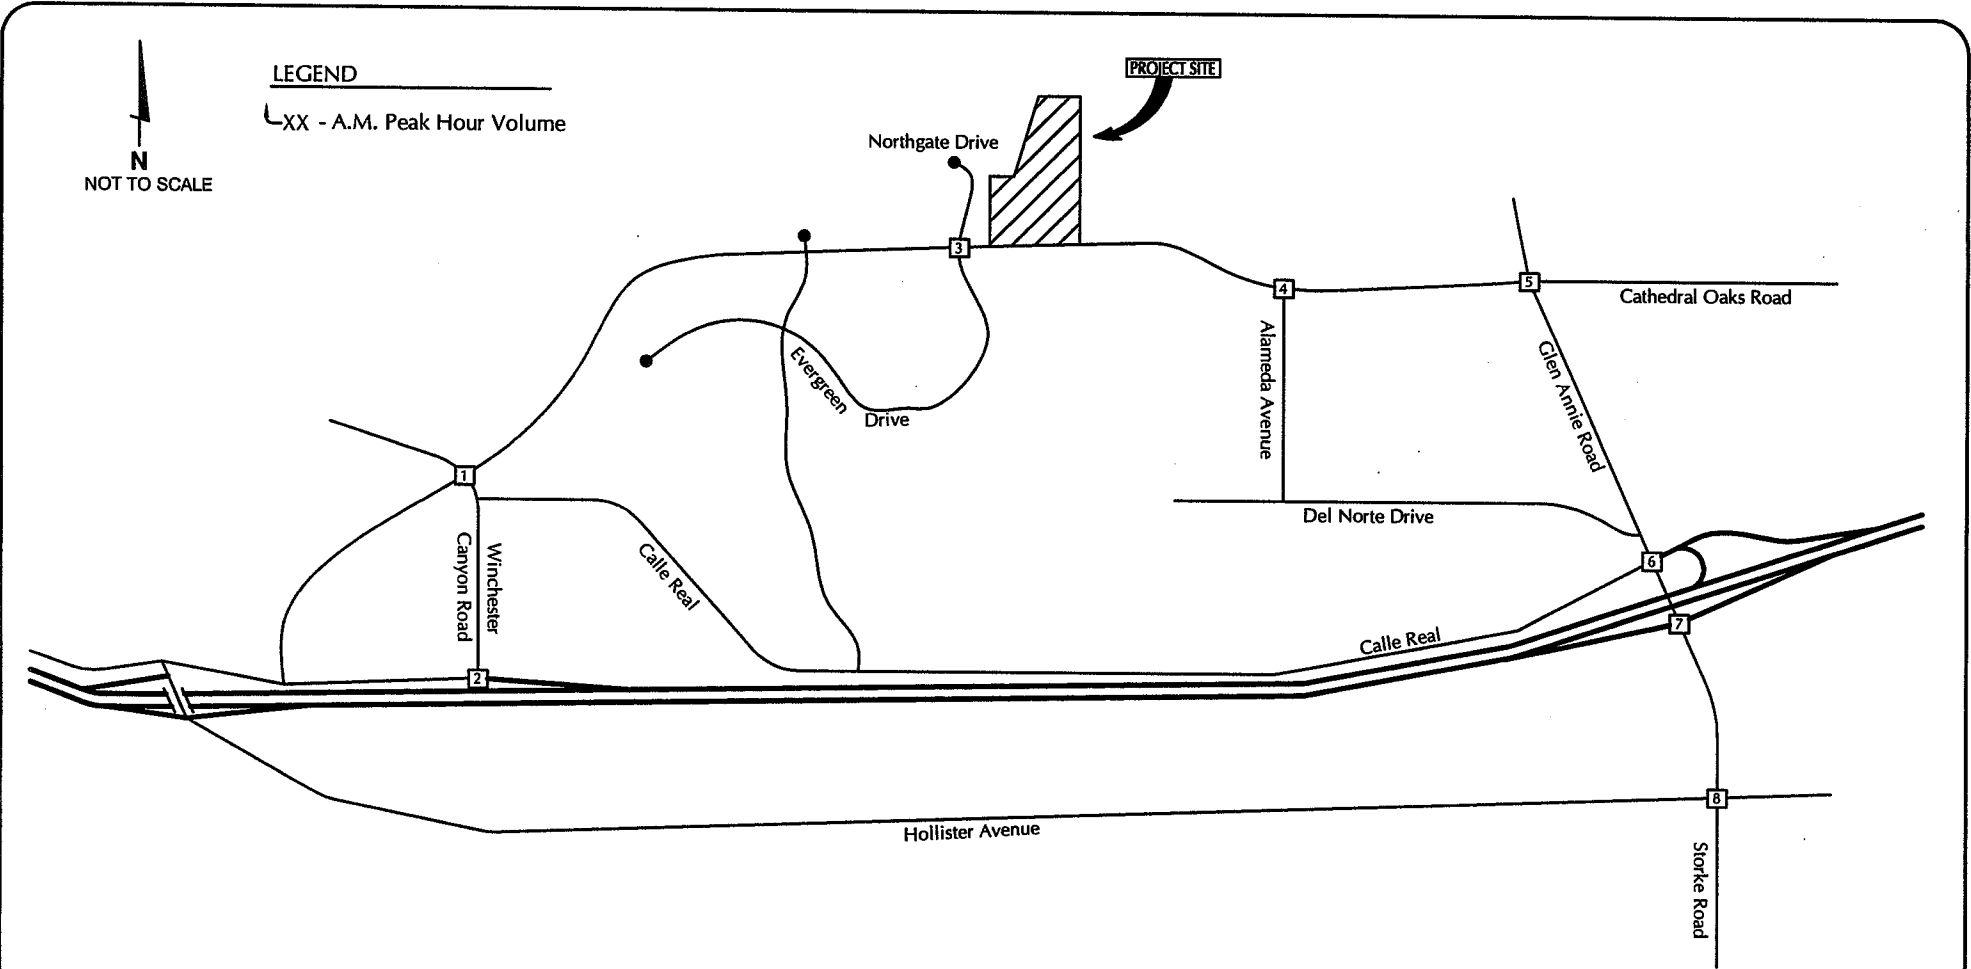 PROJECT SITE
LEGEND
XX - A.M. Peak Hour Volume
N
NOT TO SCALE
Northgate Drive
3
4
5
Cathedral Oaks Road
Alameda Avenue
Glen Annie Road
Evergreen
Drive
1
Del Norte Drive
Winchester
Canyon Road
Calle Real
6
7
Calle Real
2
8
Hollister Avenue
Storke Road